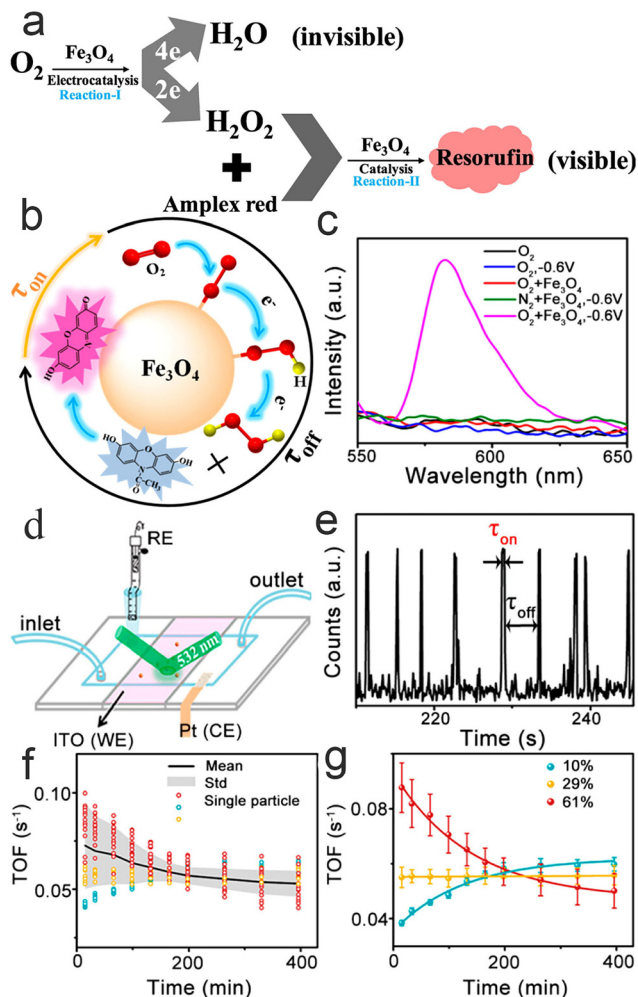 a
O₂
Fe₃O₄
Electrocatalysis
Reaction-I
4e
2e
H₂O (invisible)
H₂O₂
+
Amplex red
Fe₃O₄
Catalysis
Reaction-II
Resorufin (visible)
b
τon
τoff
O₂
e⁻
H
e⁻
Fe₃O₄
O
O
N
HO
HO
O
OH
N
C-CH₃
O
+
c
Intensity (a.u.)
O₂
O₂,-0.6V
O₂+Fe₃O₄
N₂+Fe₃O₄,-0.6V
O₂+Fe₃O₄,-0.6V
550 600 650
Wavelength (nm)
d
RE
inlet
outlet
532 nm
ITO (WE)
Pt (CE)
e
Counts (a.u.)
τon
τoff
220 240
Time (s)
f
TOF (s⁻¹)
0.10
0.05
Mean
Std
Single particle
0 200 400
Time (min)
g
TOF (s⁻¹)
0.08
0.04
10%
29%
61%
0 200 400
Time (min)